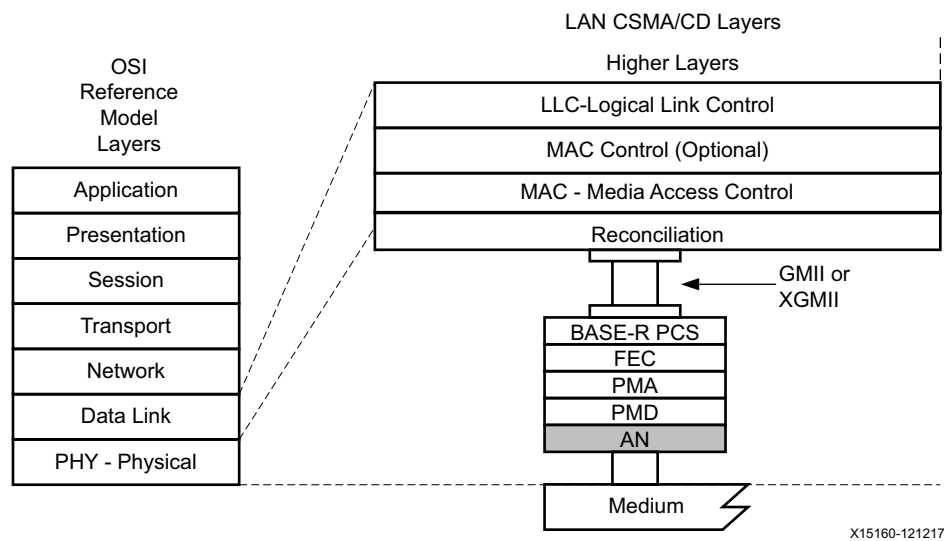 LAN CSMA/CD Layers
OSI
Reference
Model
Layers
Higher Layers
LLC-Logical Link Control
MAC Control (Optional)
MAC - Media Access Control
Reconciliation
Application
Presentation
Session
Transport
Network
Data Link
PHY - Physical
GMII or
XGMII
BASE-R PCS
FEC
PMA
PMD
AN
Medium
X15160-121217